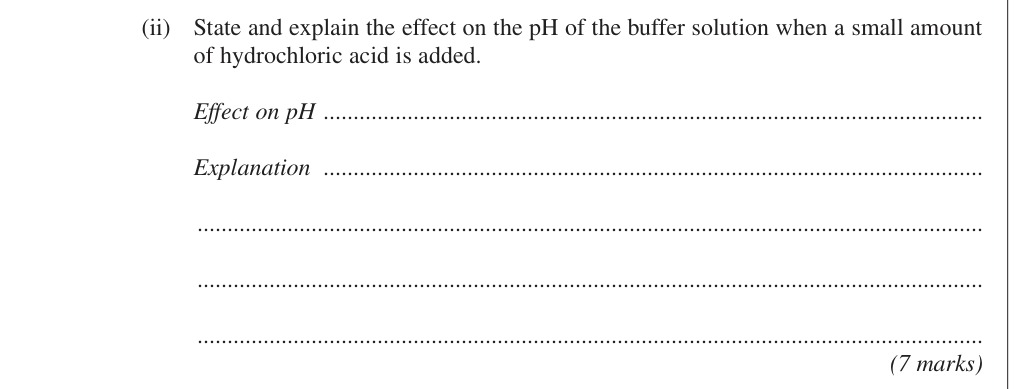 (ii) State and explain the effect on the pH of the buffer solution when a small amount
of hydrochloric acid is added.
Effect on pH ................................................................................................................
Explanation ................................................................................................................
.....................................................................................................................................
.....................................................................................................................................
.....................................................................................................................................
(7 marks)